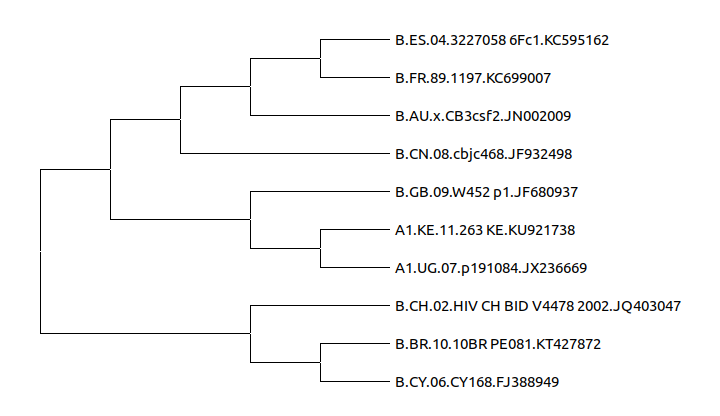 B.ES.04.3227058 6Fc1.KC595162
B.FR.89.1197.KC699007
B.AU.x.CB3csf2.JN002009
B.CN.08.cbjc468.JF932498
B.GB.09.W452 p1.JF680937
A1.KE.11.263 KE.KU921738
A1.UG.07.p191084.JX236669
B.CH.02.HIV CH BID V4478 2002.JQ403047
B.BR.10.10BR PE081.KT427872
B.CY.06.CY168.FJ388949